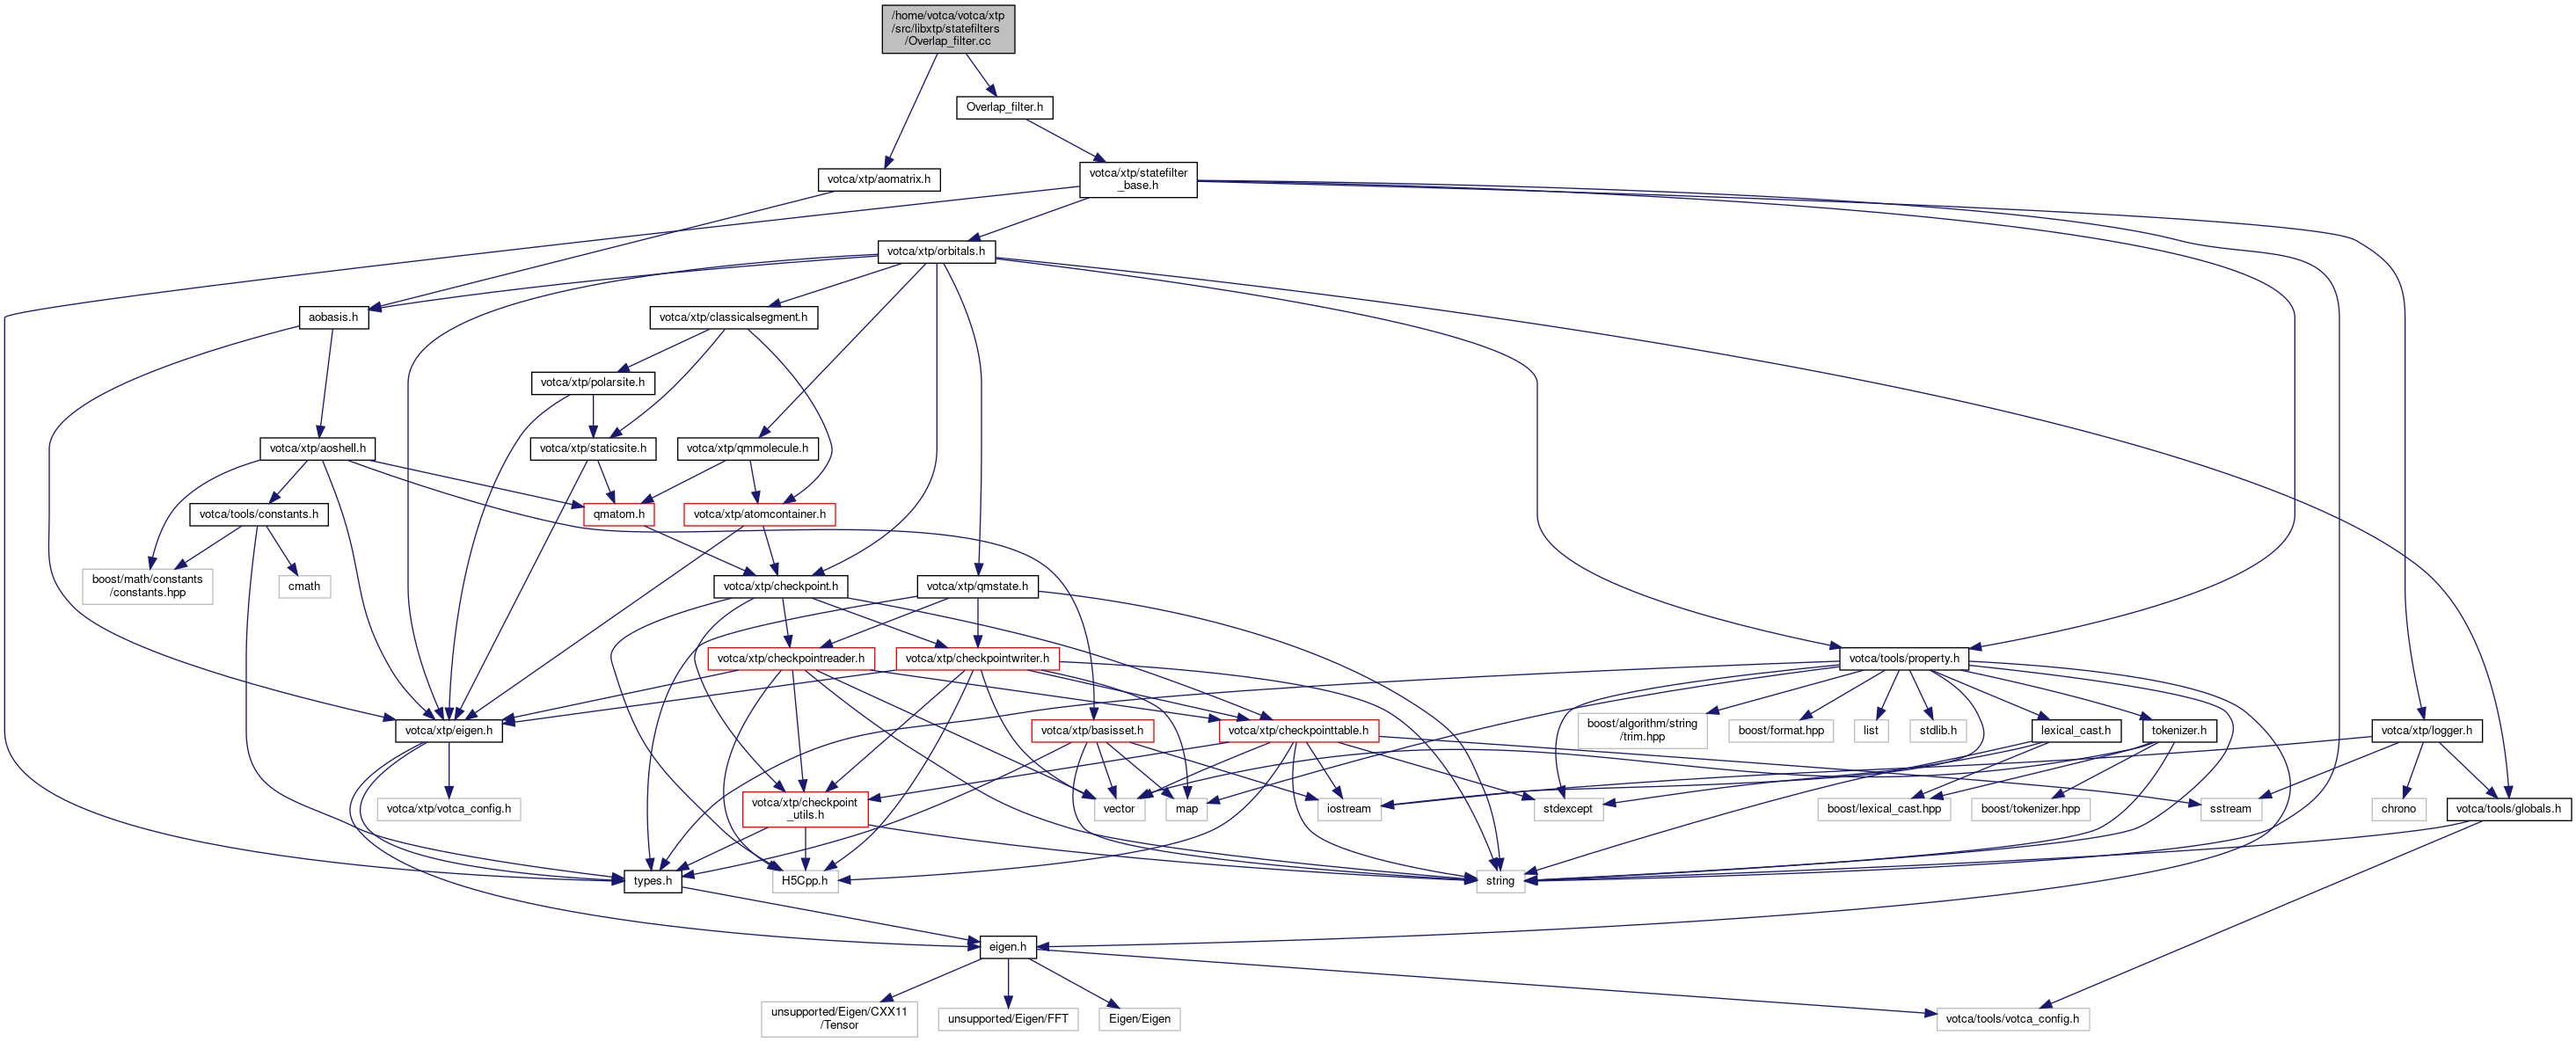 /home/votca/votca/xtp
/src/libxtp/statefilters
/Overlap_filter.cc
Overlap_filter.h
votca/xtp/aomatrix.h
votca/xtp/statefilter
_base.h
votca/xtp/orbitals.h
aobasis.h
votca/xtp/classicalsegment.h
votca/xtp/polarsite.h
votca/xtp/aoshell.h
votca/xtp/staticsite.h
votca/xtp/qmmolecule.h
votca/tools/constants.h
qmatom.h
votca/xtp/atomcontainer.h
boost/math/constants
/constants.hpp
cmath
votca/xtp/checkpoint.h
votca/xtp/qmstate.h
votca/xtp/checkpointreader.h
votca/xtp/checkpointwriter.h
votca/tools/property.h
votca/xtp/eigen.h
votca/xtp/basisset.h
votca/xtp/checkpointtable.h
boost/algorithm/string
/trim.hpp
boost/format.hpp
list
stdlib.h
lexical_cast.h
tokenizer.h
votca/xtp/logger.h
votca/xtp/votca_config.h
votca/xtp/checkpoint
_utils.h
vector
map
iostream
stdexcept
boost/lexical_cast.hpp
boost/tokenizer.hpp
sstream
chrono
votca/tools/globals.h
types.h
H5Cpp.h
string
eigen.h
unsupported/Eigen/CXX11
/Tensor
unsupported/Eigen/FFT
Eigen/Eigen
votca/tools/votca_config.h